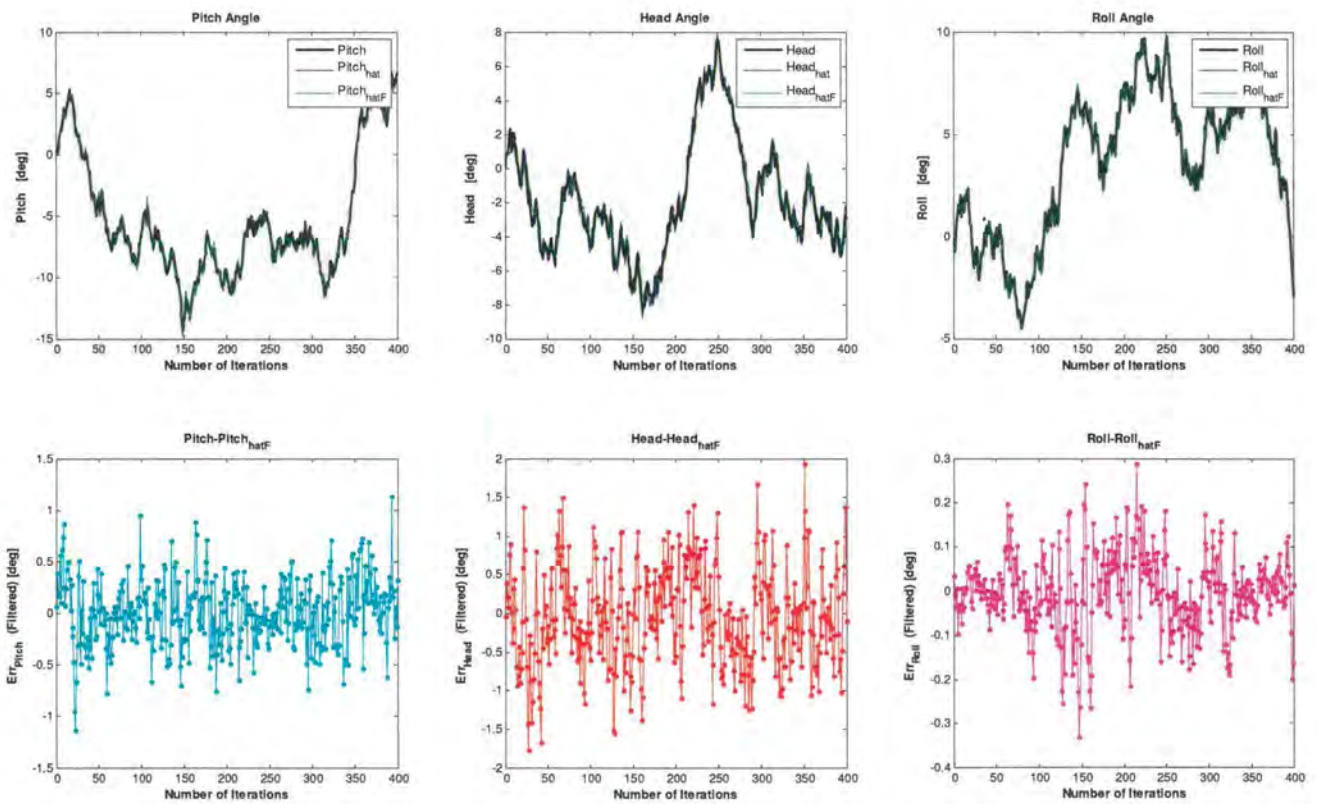 Pitch Angle
10
5
0
-5
-10
-15
Pitch [deg]
Pitch
Pitch_hat
Pitch_hatF
0 50 100 150 200 250 300 350 400
Number of Iterations
Head Angle
8
6
4
2
0
-2
-4
-6
-8
-10
Head [deg]
Head
Head_hat
Head_hatF
0 50 100 150 200 250 300 350 400
Number of Iterations
Roll Angle
10
5
0
-5
Roll [deg]
Roll
Roll_hat
Roll_hatF
0 50 100 150 200 250 300 350 400
Number of Iterations
Pitch-Pitch_hatF
1.5
1
0.5
0
-0.5
-1
-1.5
Err_Pitch (Filtered) [deg]
0 50 100 150 200 250 300 350 400
Number of Iterations
Head-Head_hatF
2
1.5
1
0.5
0
-0.5
-1
-1.5
-2
Err_Head (Filtered) [deg]
0 50 100 150 200 250 300 350 400
Number of Iterations
Roll-Roll_hatF
0.3
0.2
0.1
0
-0.1
-0.2
-0.3
-0.4
Err_Roll (Filtered) [deg]
0 50 100 150 200 250 300 350 400
Number of Iterations